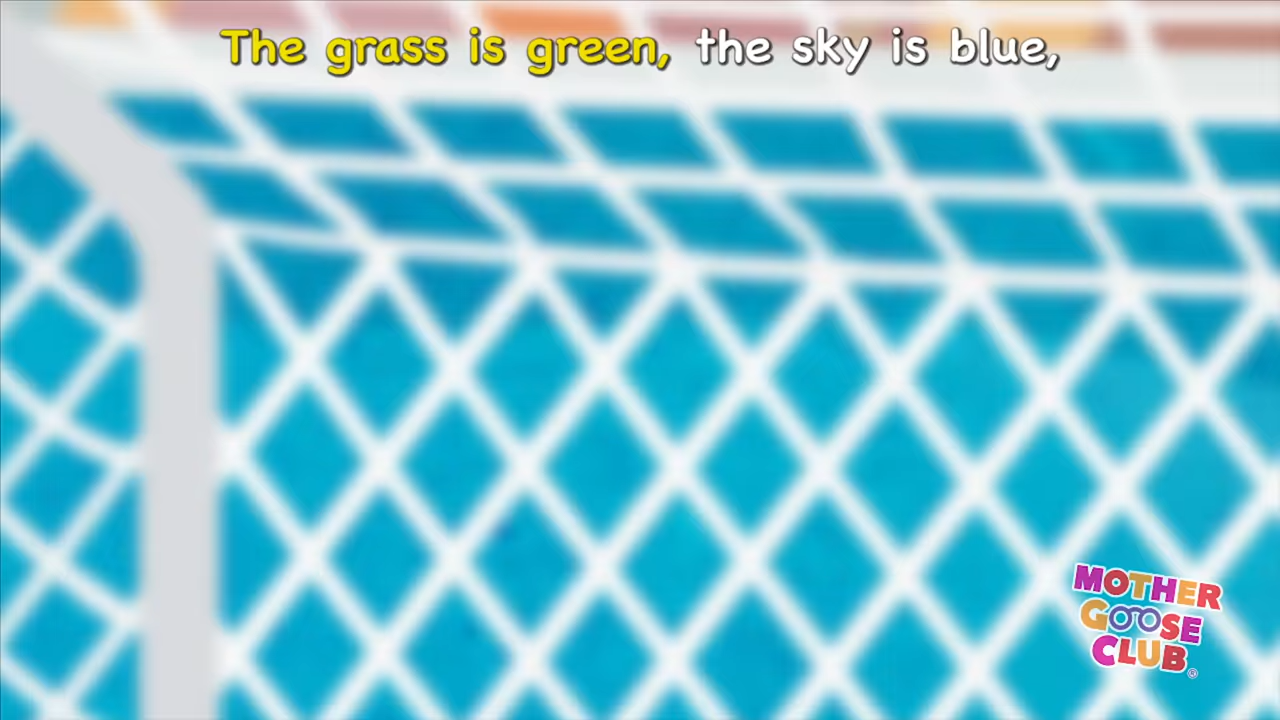 The grass is green, the sky is blue,
MOTHER
GOOSE
CLUB
®